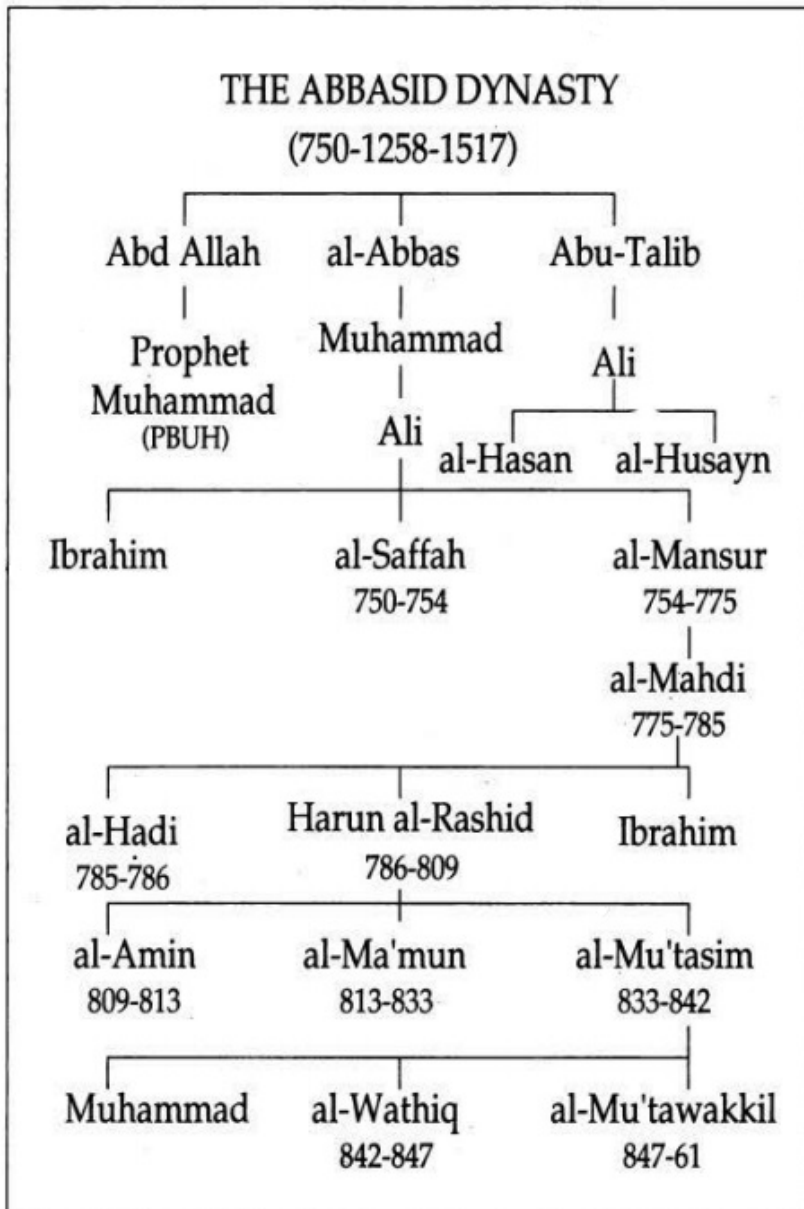 THE ABBASID DYNASTY
(750-1258-1517)
Abd Allah al-Abbas Abu-Talib
Prophet
Muhammad
(PBUH)
Muhammad
Ali
Ali
al-Hasan al-Husayn
Ibrahim al-Saffah al-Mansur
750-754 754-775
al-Mahdi
775-785
al-Hadi Harun al-Rashid Ibrahim
785-786 786-809
al-Amin al-Ma'mun al-Mu'tasim
809-813 813-833 833-842
Muhammad al-Wathiq al-Mu'tawakkil
842-847 847-61